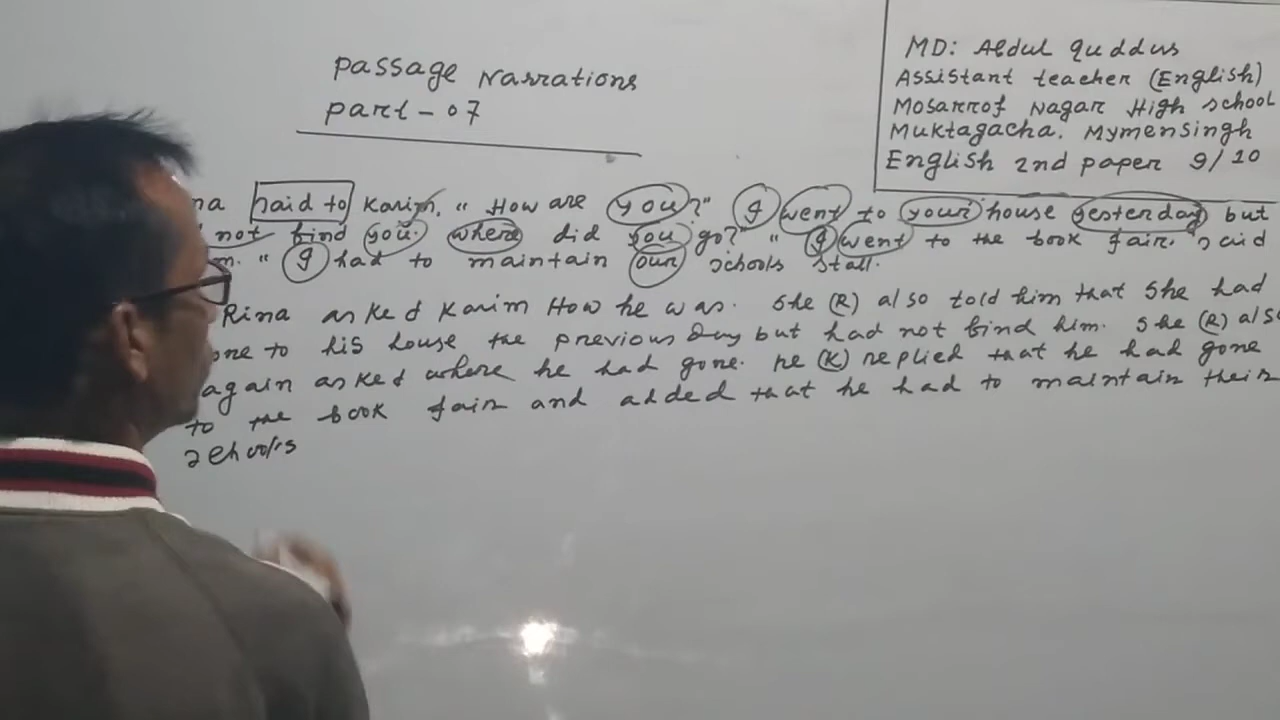 Passage Narrations
part - 07
MD: Abdul Quddus
Assistant teacher (English)
Mosarrof Nagar High school
Muktagacha. Mymensingh
English 2nd paper 9/10
na said to Karim, "How are you?" "I went to your house yesterday but
not find you. where did you go?" "I went to the book fair," said
m. "I had to maintain our schools stall.
Rina asked Karim How he was. She (R) also told him that She had
one to his house the previous day but had not find him. She (R) also
again asked where he had gone. he (K) replied that he had gone
to the book fair and added that he had to maintain their
schools